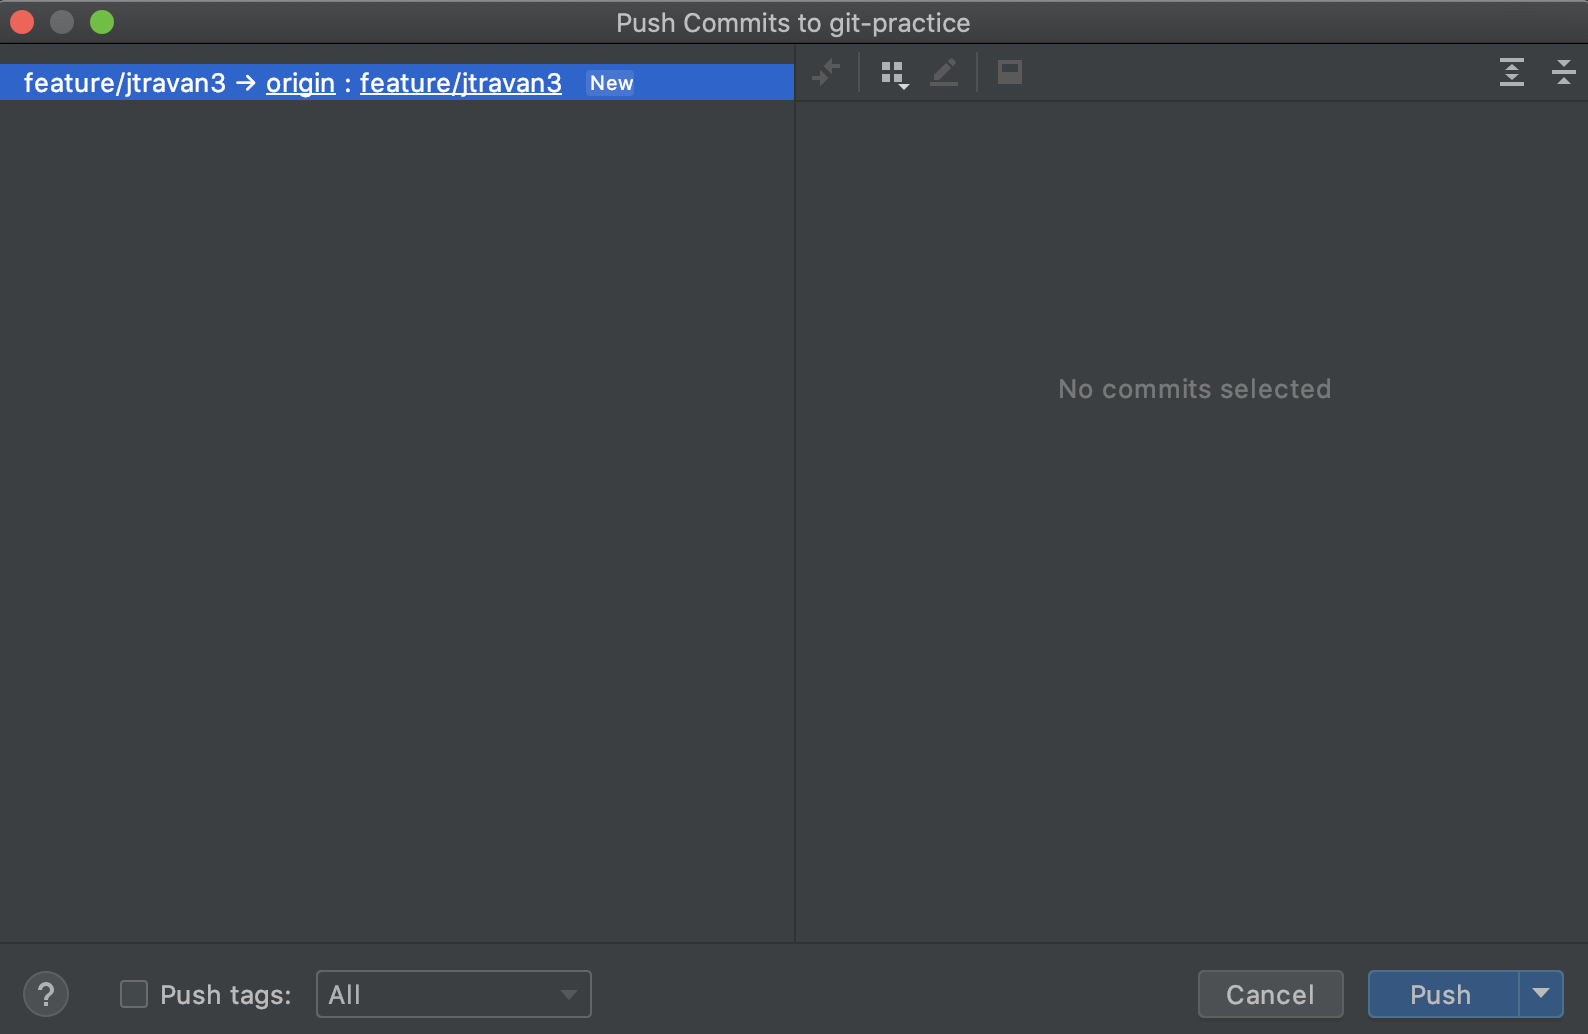 Push Commits to git-practice
feature/jtravan3 → origin : feature/jtravan3 New
No commits selected
? Push tags: All Cancel Push